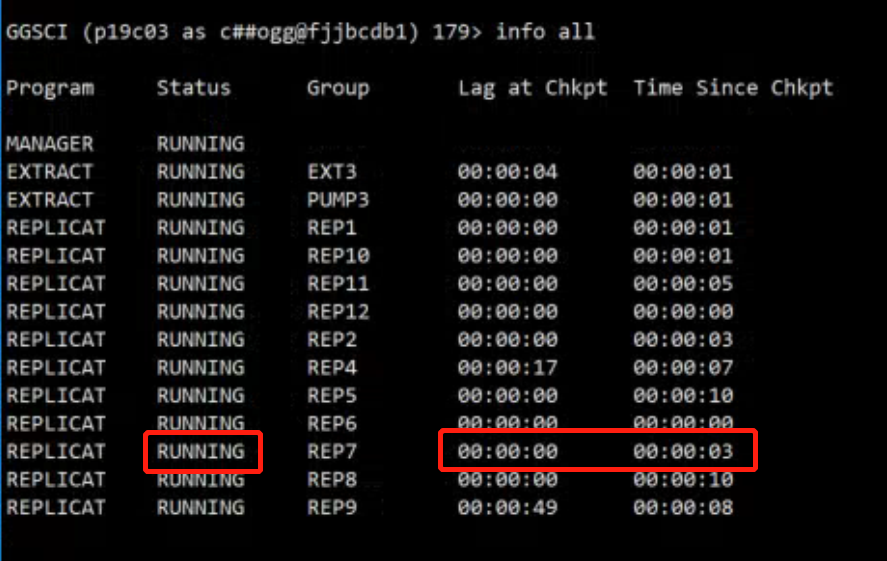 GGSCI (p19c03 as c##ogg@fjjbcdb1) 179> info all
Program Status Group Lag at Chkpt Time Since Chkpt
MANAGER RUNNING
EXTRACT RUNNING EXT3 00:00:04 00:00:01
EXTRACT RUNNING PUMP3 00:00:00 00:00:01
REPLICAT RUNNING REP1 00:00:00 00:00:01
REPLICAT RUNNING REP10 00:00:00 00:00:01
REPLICAT RUNNING REP11 00:00:00 00:00:05
REPLICAT RUNNING REP12 00:00:00 00:00:00
REPLICAT RUNNING REP2 00:00:00 00:00:03
REPLICAT RUNNING REP4 00:00:17 00:00:07
REPLICAT RUNNING REP5 00:00:00 00:00:10
REPLICAT RUNNING REP6 00:00:00 00:00:00
REPLICAT RUNNING REP7 00:00:00 00:00:03
REPLICAT RUNNING REP8 00:00:00 00:00:10
REPLICAT RUNNING REP9 00:00:49 00:00:08